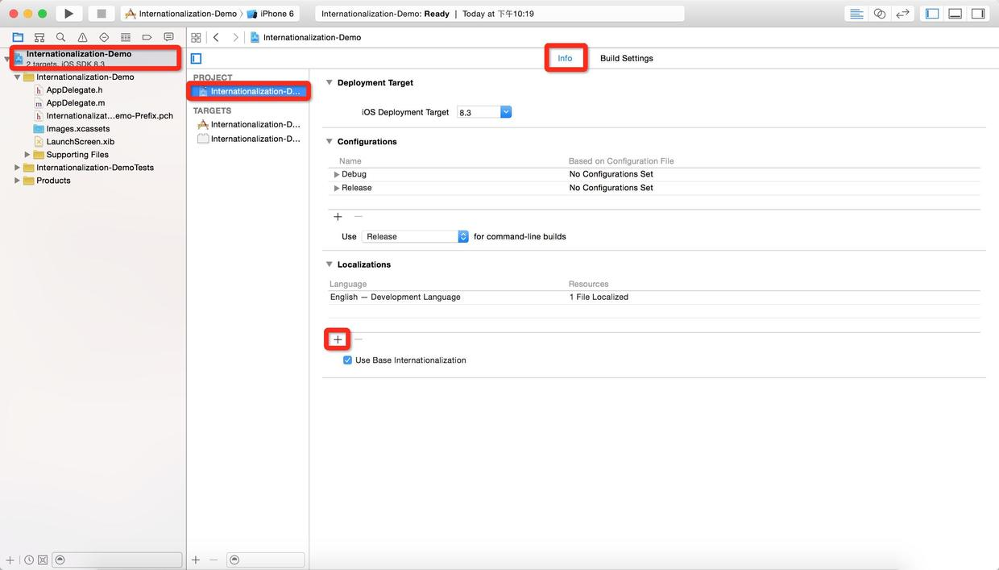 Internationalization-Demo 〉 iPhone 6
Internationalization-Demo: Ready | Today at 下午10:19
Internationalization-Demo
Internationalization-Demo
2 targets, iOS SDK 8.3
Internationalization-Demo
AppDelegate.h
AppDelegate.m
Internationalizat...emo-Prefix.pch
Images.xcassets
LaunchScreen.xib
Supporting Files
Internationalization-DemoTests
Products
PROJECT
Internationalization-D...
TARGETS
Internationalization-D...
Internationalization-D...
Info Build Settings
Deployment Target
iOS Deployment Target 8.3
Configurations
Name Based on Configuration File
Debug No Configurations Set
Release No Configurations Set
Use Release for command-line builds
Localizations
Language Resources
English — Development Language 1 File Localized
Use Base Internationalization